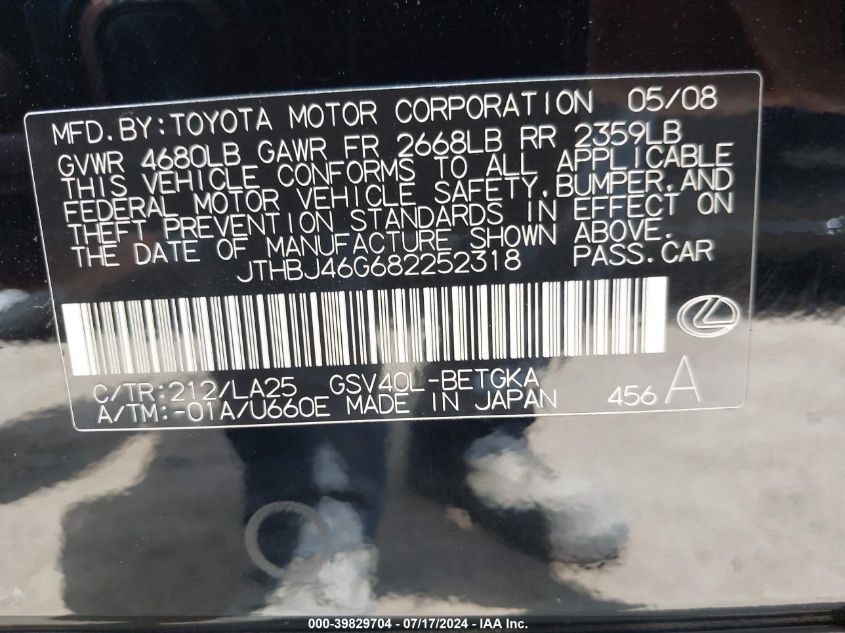 MFD.BY:TOYOTA MOTOR CORPORATION 05/08
GVWR 4680LB GAWR FR 2668LB RR 2359LB
THIS VEHICLE CONFORMS TO ALL APPLICABLE
FEDERAL MOTOR VEHICLE SAFETY,BUMPER,AND
THEFT PREVENTION STANDARDS IN EFFECT ON
THE DATE OF MANUFACTURE SHOWN ABOVE.
JTHBJ46G682252318 PASS.CAR
C/TR:212/LA25 GSV40L-BETGKA
A/TM:-01A/U660E MADE IN JAPAN 456 A
000-39829704 - 07/17/2024 - IAA Inc.